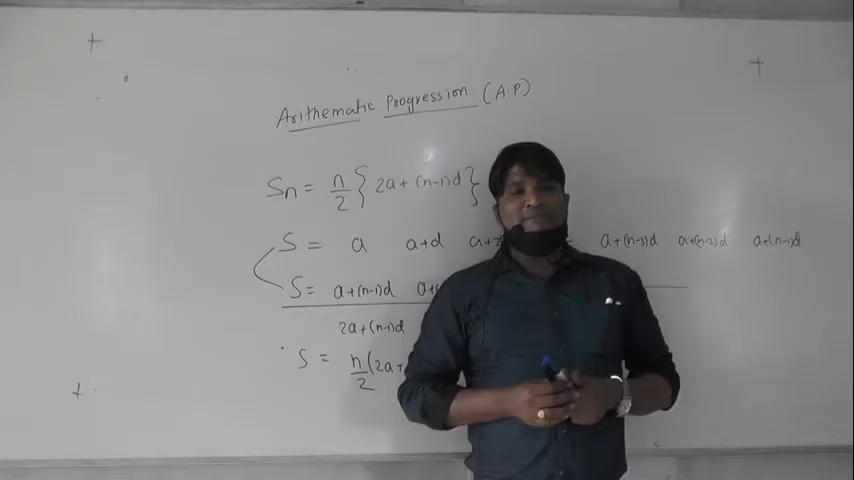 Arithematic Progression (A.P)
Sn = n/2 { 2a + (n-1)d }
S = a a+d a+ a+(n-3)d a+(n-2)d a+(n-1)d
S = a+(n-1)d a+
2a+(n-1)d
S = n/2 (2a+